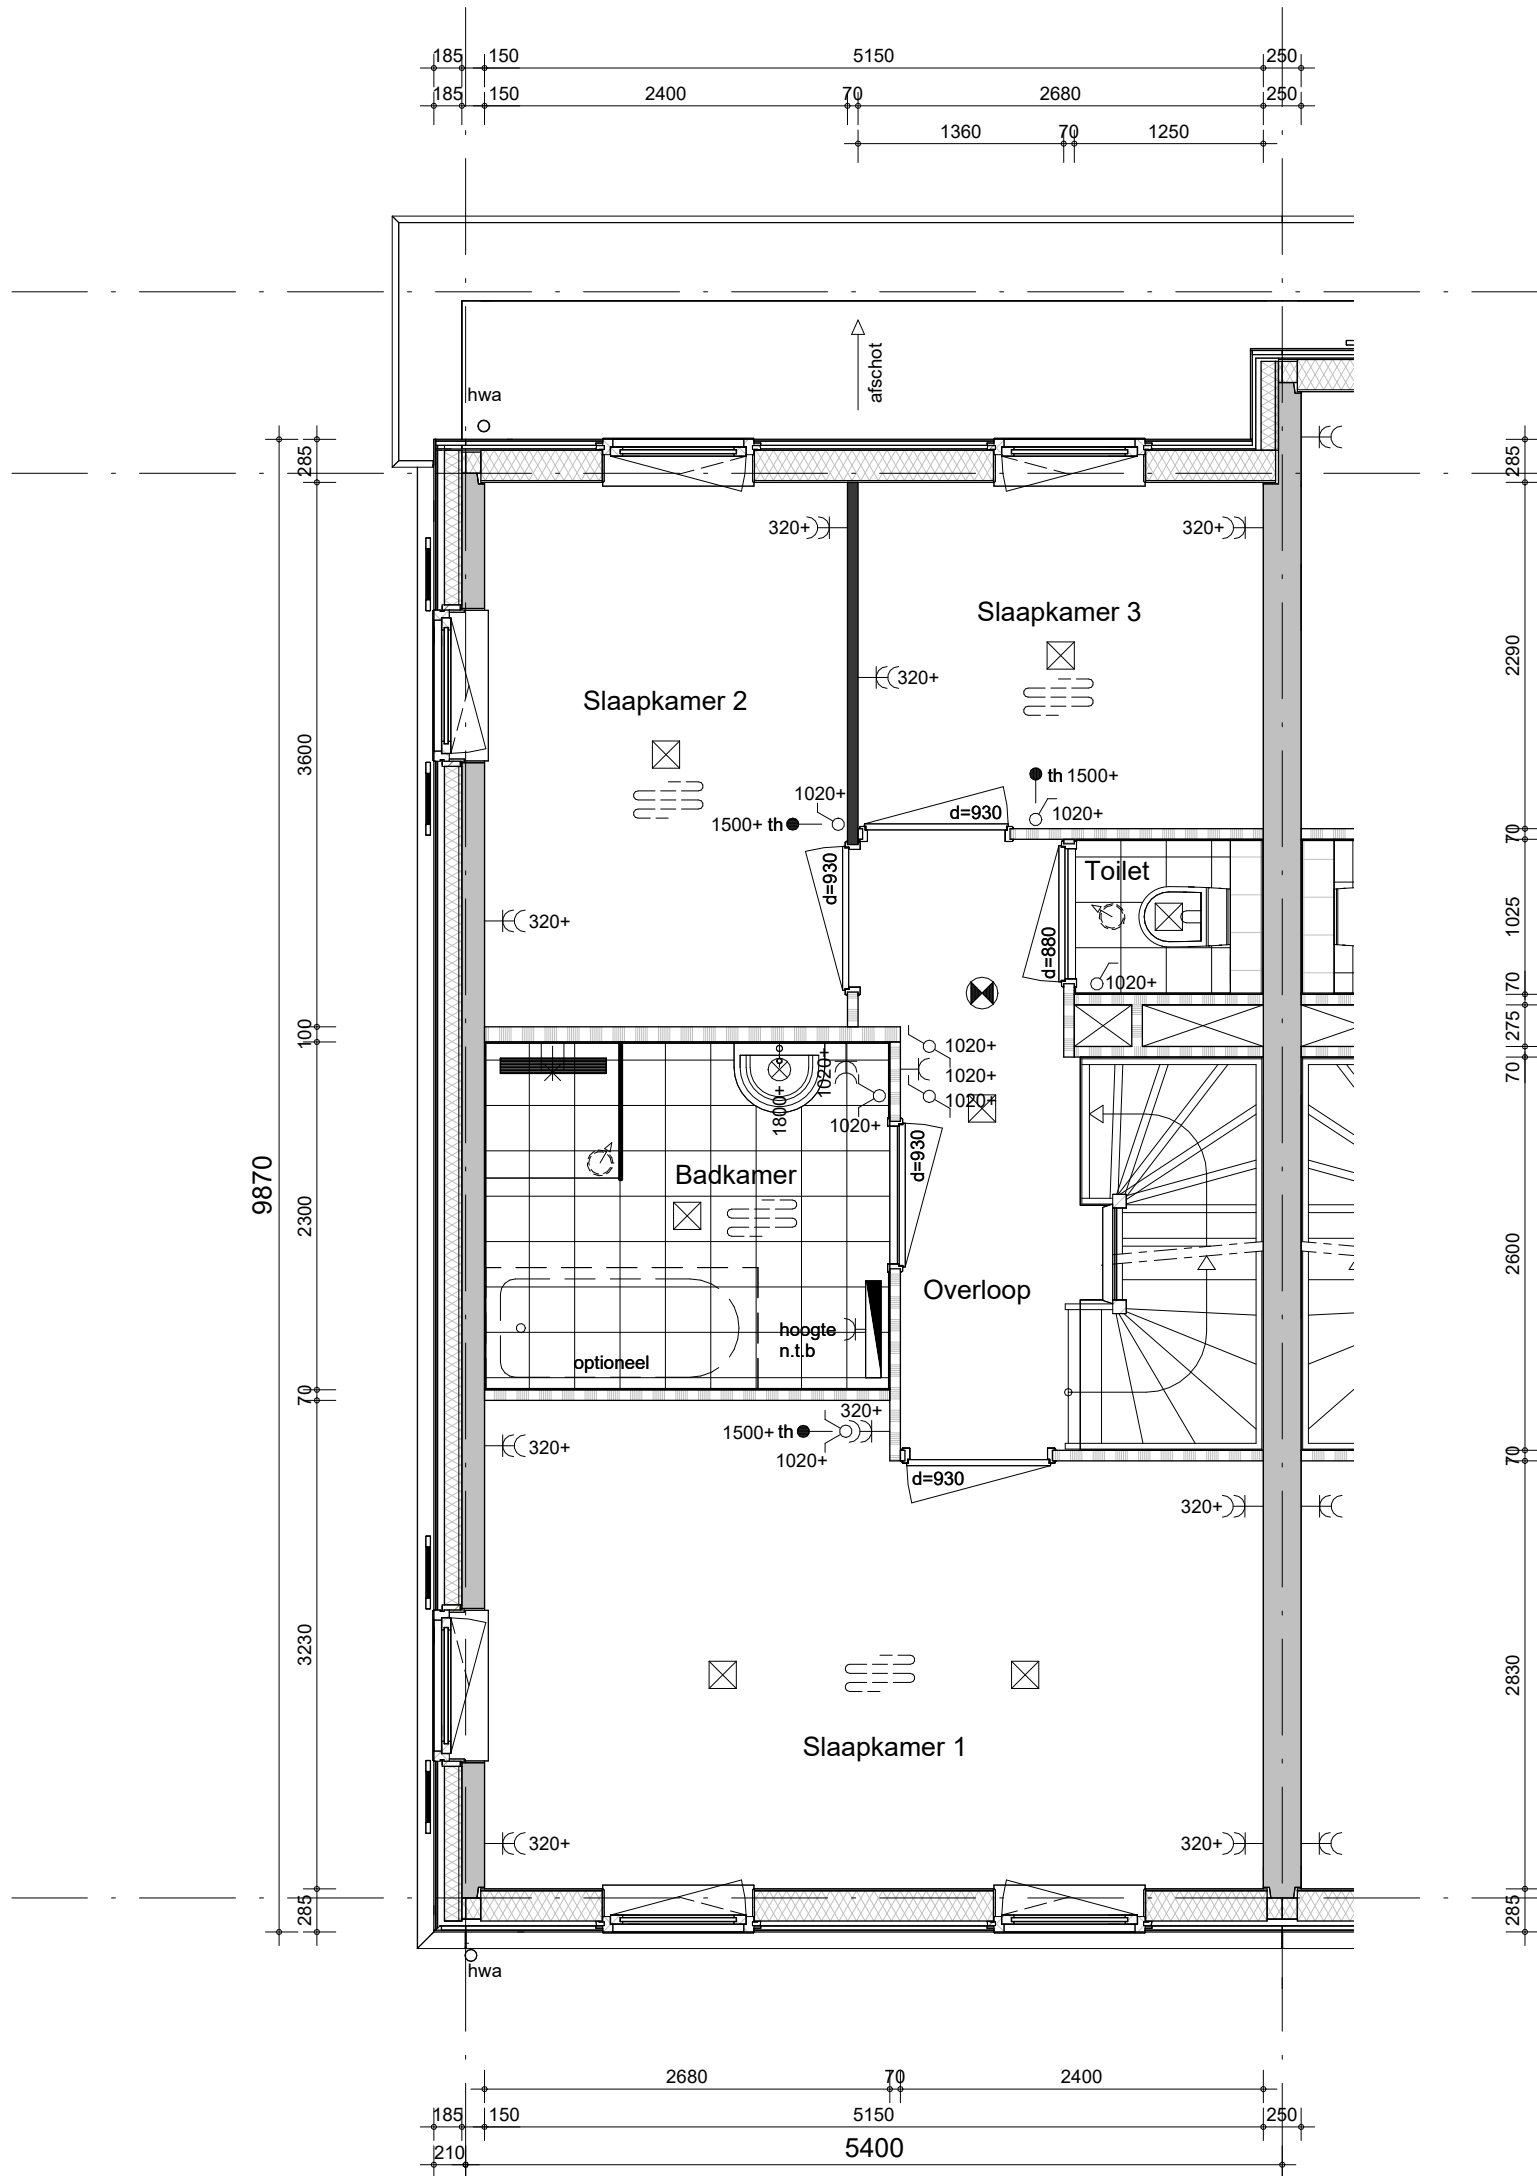 185 150 5150 250
185 150 2400 70 2680 250
1360 70 1250
afschot
hwa
285
285
320+
320+
Slaapkamer 3
2290
320+
Slaapkamer 2
3600
th 1500+
1020+
1020+
d=930
1500+ th
70
d=930
Toilet
1025
320+
d=880
1020+
70
100
275
1020+
1020+
1020+
1800+
1020+
1020+
70
d=930
Badkamer
9870
2300
2600
Overloop
hoogte
n.t.b
optioneel
70
320+
1500+ th
1020+
320+
70
d=930
320+
3230
2830
Slaapkamer 1
320+
320+
285
285
hwa
2680 70 2400
185 150 5150 250
210 5400